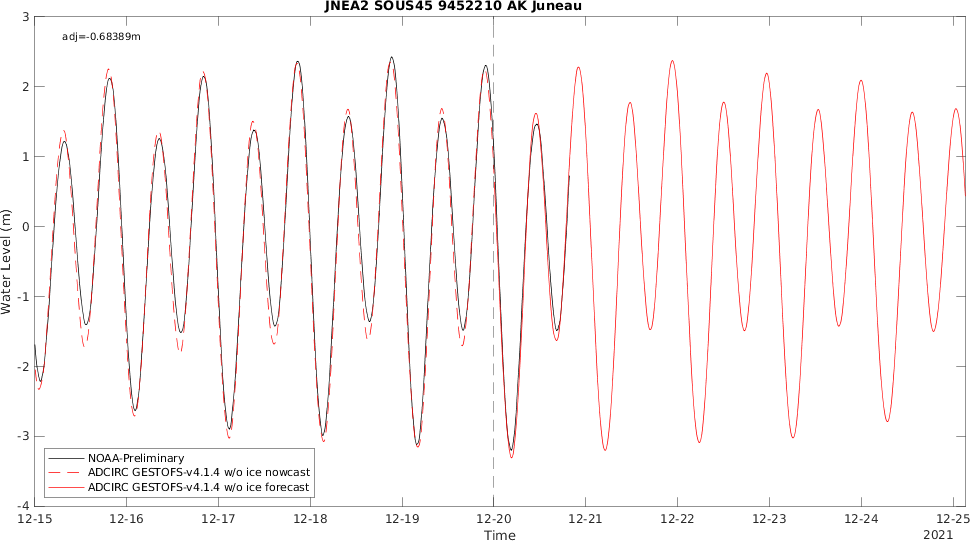 JNEA2 SOUS45 9452210 AK Juneau
adj=-0.68389m
3
2
1
0
-1
-2
-3
-4
Water Level (m)
NOAA-Preliminary
ADCIRC GESTOFS-v4.1.4 w/o ice nowcast
ADCIRC GESTOFS-v4.1.4 w/o ice forecast
12-15 12-16 12-17 12-18 12-19 12-20 12-21 12-22 12-23 12-24 12-25
Time
2021